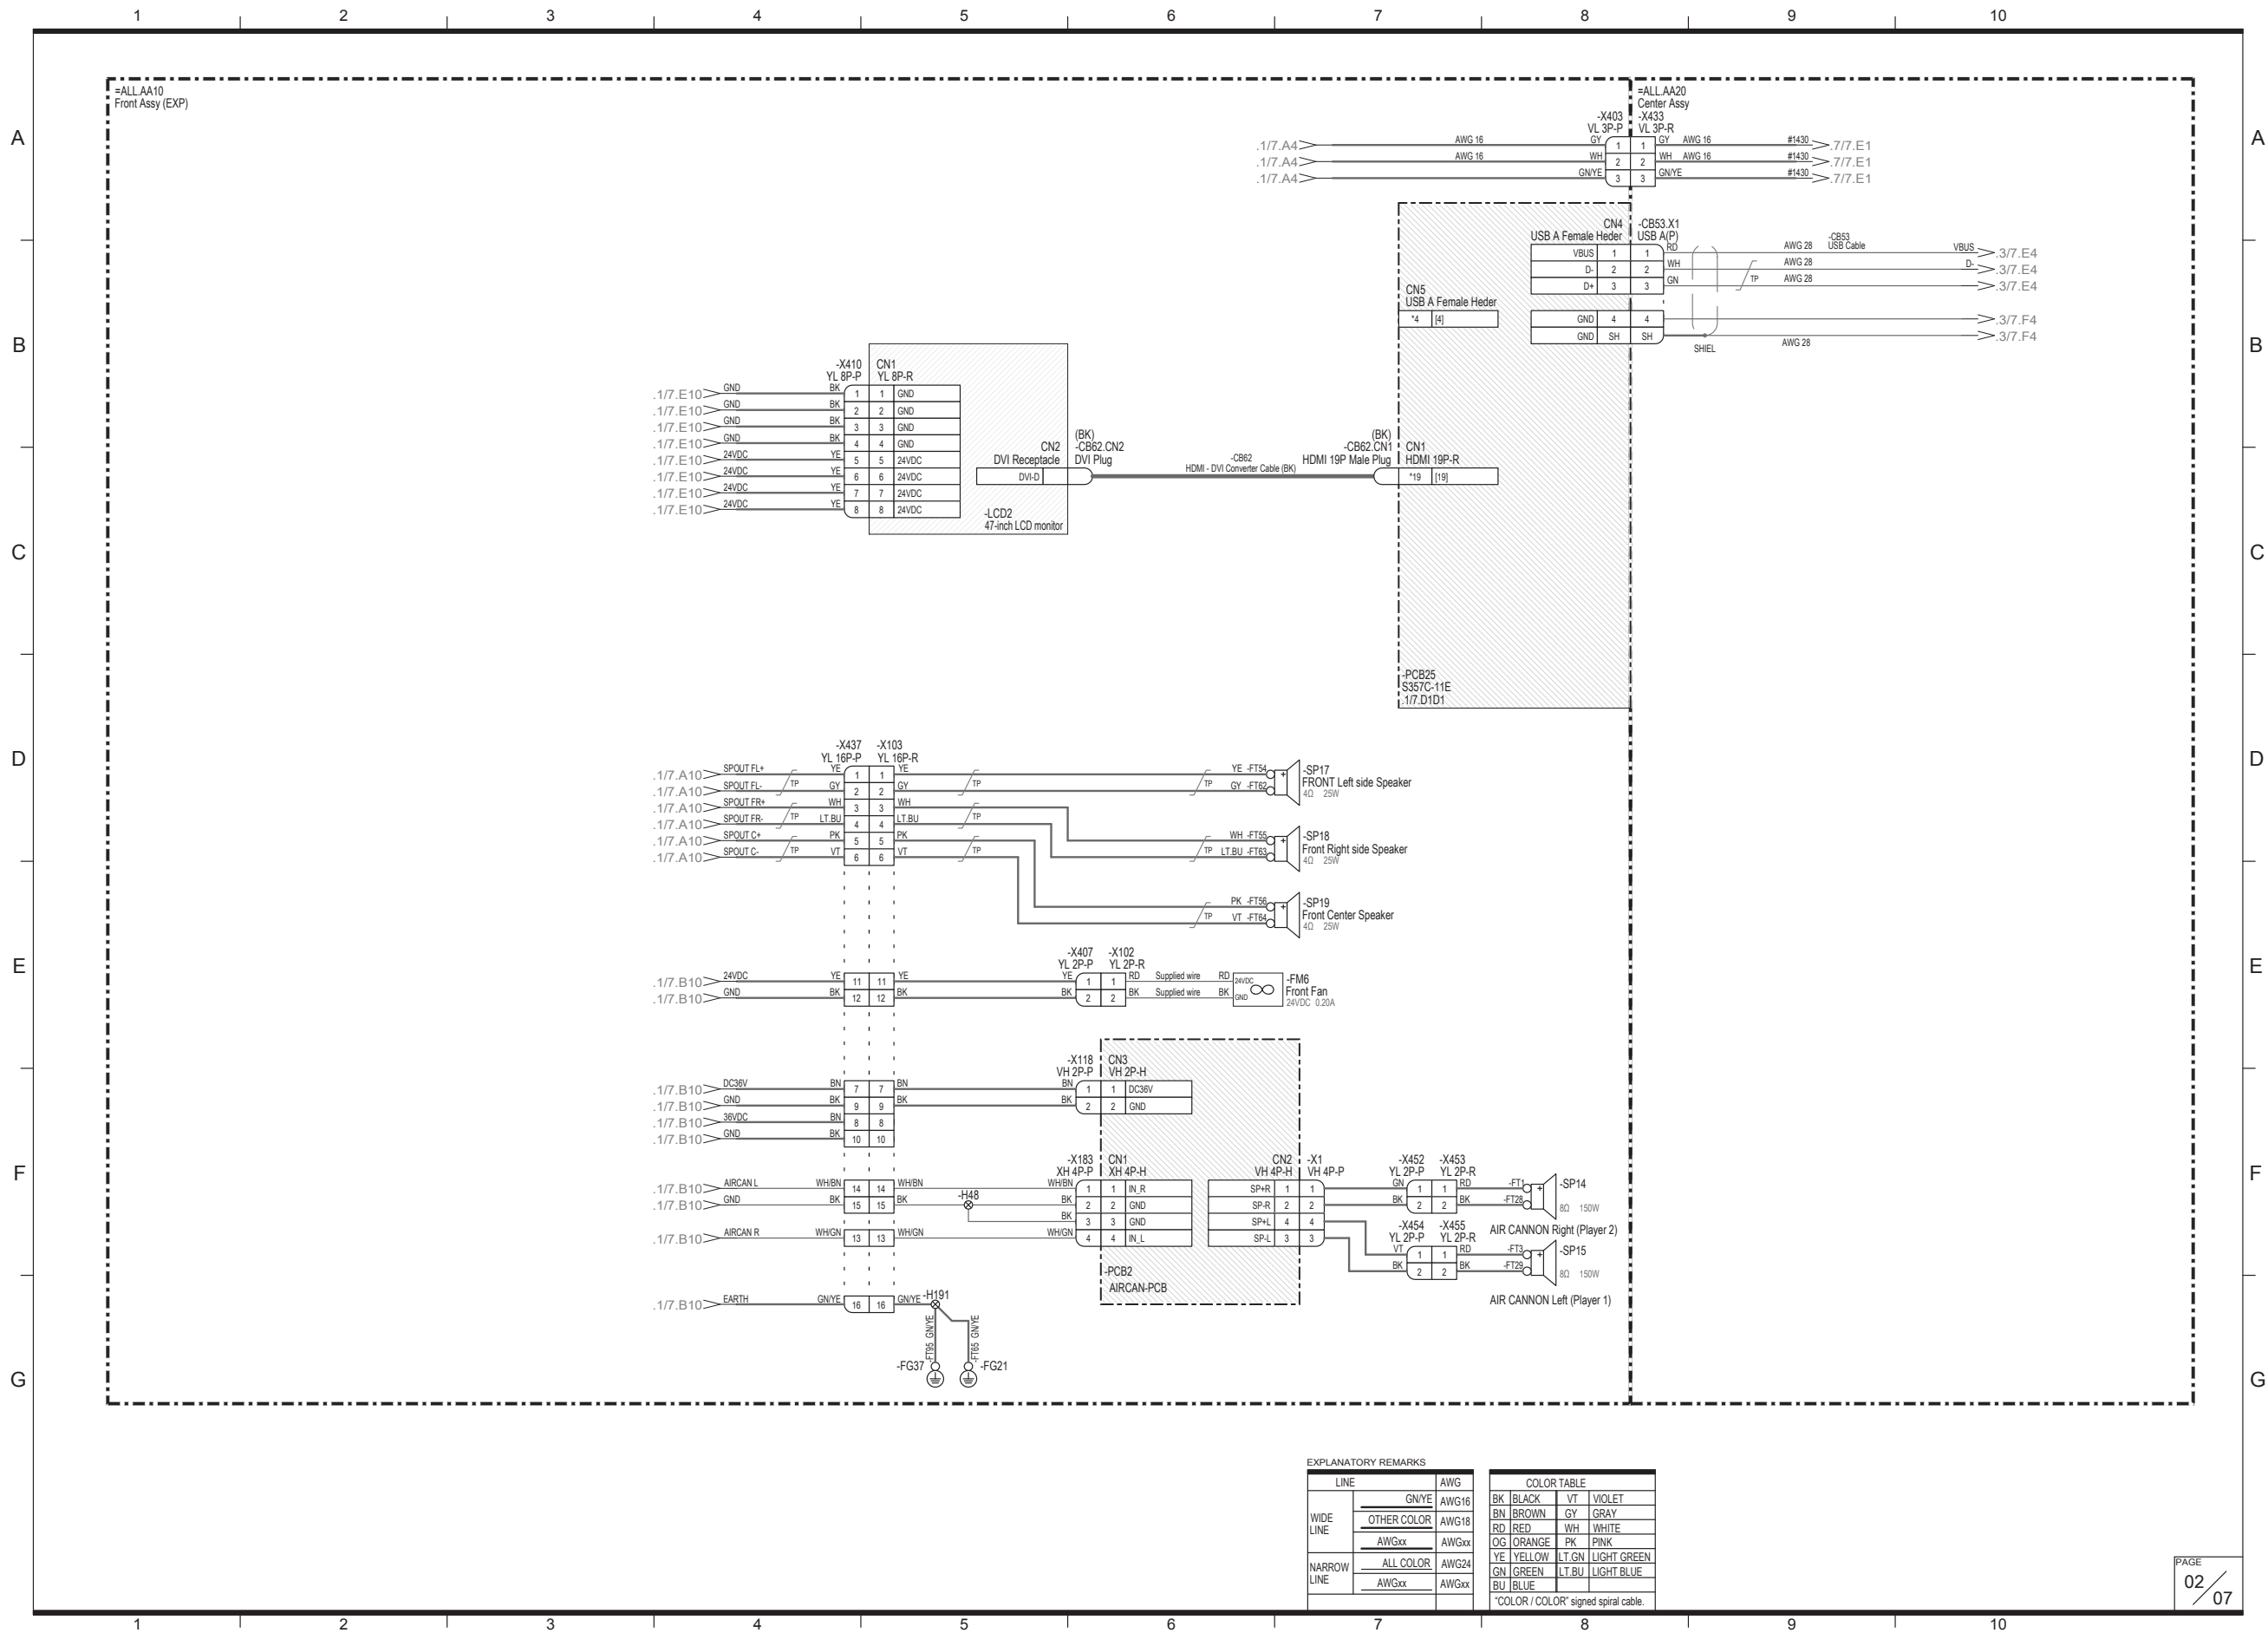 1 2 3 4 5 6 7 8 9 10
=ALL.AA10
Front Assy (EXP)
=ALL.AA20
Center Assy
A A
-X403 -X433
VL 3P-P VL 3P-R
.1/7.A4 AWG 16 GY 1 1 GY AWG 16 #1430 .7/7.E1
.1/7.A4 AWG 16 WH 2 2 WH AWG 16 #1430 .7/7.E1
.1/7.A4 GN/YE 3 3 GN/YE #1430 .7/7.E1
CN4 -CB53.X1
USB A Female Heder USB A(P)
-CB53
USB Cable
VBUS 1 1 RD AWG 28 VBUS .3/7.E4
D- 2 2 WH AWG 28 D- .3/7.E4
D+ 3 3 GN TP AWG 28 .3/7.E4
CN5
USB A Female Heder
*4 [4]
GND 4 4 .3/7.F4
GND SH SH SHIEL AWG 28 .3/7.F4
B B
-X410 CN1
YL 8P-P YL 8P-R
.1/7.E10 GND BK 1 1 GND
.1/7.E10 GND BK 2 2 GND
.1/7.E10 GND BK 3 3 GND
.1/7.E10 GND BK 4 4 GND
.1/7.E10 24VDC YE 5 5 24VDC
.1/7.E10 24VDC YE 6 6 24VDC
.1/7.E10 24VDC YE 7 7 24VDC
.1/7.E10 24VDC YE 8 8 24VDC
(BK) (BK)
CN2 -CB62.CN2 -CB62 -CB62.CN1 CN1
DVI Receptacle DVI Plug HDMI - DVI Converter Cable (BK) HDMI 19P Male Plug HDMI 19P-R
DVI-D *19 [19]
-LCD2
47-inch LCD monitor
C C
-PCB25
S357C-11E
.1/7.D1D1
D D
-X437 -X103
YL 16P-P YL 16P-R
.1/7.A10 SPOUT FL+ YE 1 1 YE YE -FT54 + -SP17
.1/7.A10 SPOUT FL- TP GY 2 2 GY TP TP GY -FT62 FRONT Left side Speaker
4Ω 25W
.1/7.A10 SPOUT FR+ WH 3 3 WH
.1/7.A10 SPOUT FR- TP LT.BU 4 4 LT.BU TP
.1/7.A10 SPOUT C+ PK 5 5 PK
.1/7.A10 SPOUT C- TP VT 6 6 VT TP
WH -FT55 + -SP18
TP LT.BU -FT63 Front Right side Speaker
4Ω 25W
PK -FT56 + -SP19
TP VT -FT64 Front Center Speaker
4Ω 25W
E E
-X407 -X102
YL 2P-P YL 2P-R
.1/7.B10 24VDC YE 11 11 YE YE 1 1 RD Supplied wire RD 24VDC -FM6
.1/7.B10 GND BK 12 12 BK BK 2 2 BK Supplied wire BK GND Front Fan
24VDC 0.20A
-X118 CN3
VH 2P-P VH 2P-H
.1/7.B10 DC36V BN 7 7 BN BN 1 1 DC36V
.1/7.B10 GND BK 9 9 BK BK 2 2 GND
.1/7.B10 36VDC BN 8 8
.1/7.B10 GND BK 10 10
F F
-X183 CN1 CN2 -X1 -X452 -X453
XH 4P-P XH 4P-H VH 4P-H VH 4P-P YL 2P-P YL 2P-R
.1/7.B10 AIRCAN L WH/BN 14 14 WH/BN WH/BN 1 1 IN_R SP+R 1 1 GN 1 1 RD -FT1 + -SP14
.1/7.B10 GND BK 15 15 BK -H48 BK 2 2 GND SP-R 2 2 BK 2 2 BK -FT28 8Ω 150W
BK 3 3 GND SP+L 4 4 AIR CANNON Right (Player 2)
.1/7.B10 AIRCAN R WH/GN 13 13 WH/GN WH/GN 4 4 IN_L SP-L 3 3
-X454 -X455
YL 2P-P YL 2P-R
VT 1 1 RD -FT3 + -SP15
BK 2 2 BK -FT29 8Ω 150W
-PCB2
AIRCAN-PCB
AIR CANNON Left (Player 1)
.1/7.B10 EARTH GN/YE 16 16 GN/YE -H191
-FT95 GN/YE
-FT65 GN/YE
-FG37 -FG21
G G
EXPLANATORY REMARKS
LINE AWG
WIDE LINE GN/YE AWG16
OTHER COLOR AWG18
AWGxx AWGxx
NARROW LINE ALL COLOR AWG24
AWGxx AWGxx
COLOR TABLE
BK BLACK VT VIOLET
BN BROWN GY GRAY
RD RED WH WHITE
OG ORANGE PK PINK
YE YELLOW LT.GN LIGHT GREEN
GN GREEN LT.BU LIGHT BLUE
BU BLUE
"COLOR / COLOR" signed spiral cable.
PAGE
02/07
1 2 3 4 5 6 7 8 9 10